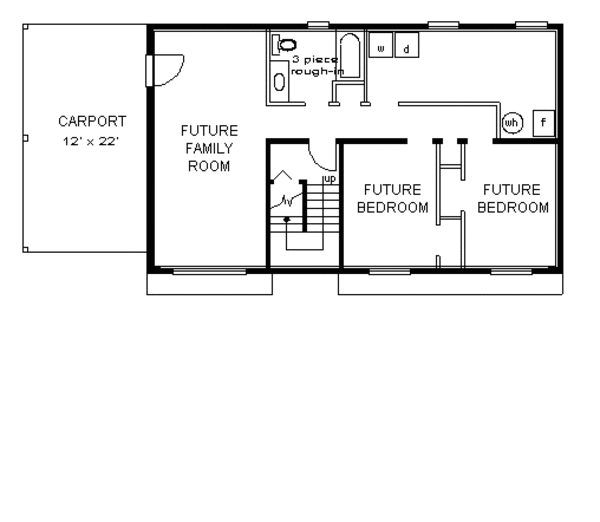 3 piece
rough-in
w
d
CARPORT
12' x 22'
FUTURE
FAMILY
ROOM
wh
f
up
FUTURE
BEDROOM
FUTURE
BEDROOM